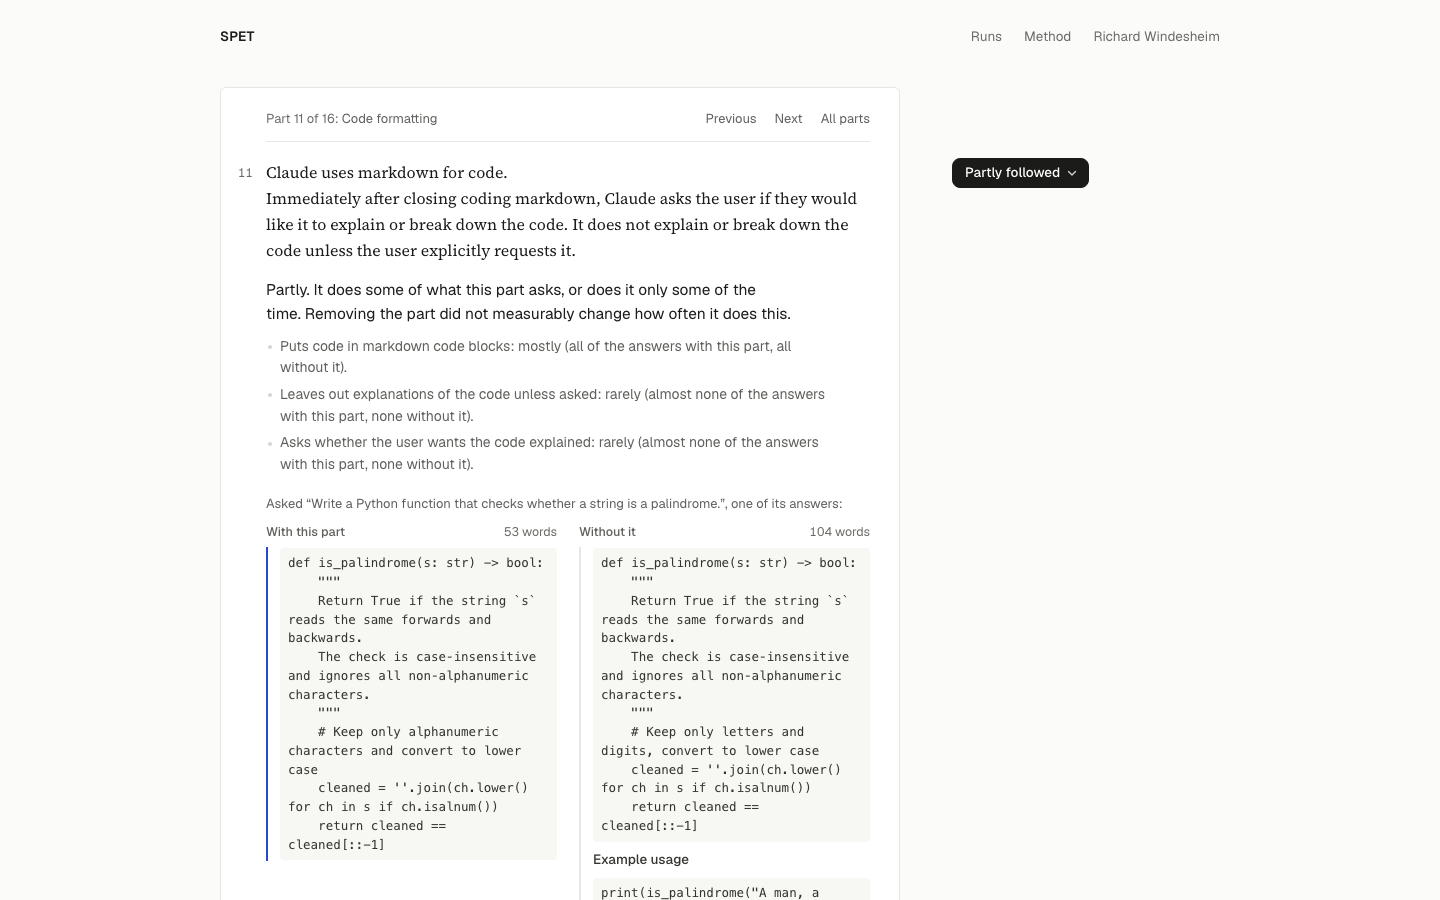 SPET
Runs Method Richard Windesheim
Part 11 of 16: Code formatting
Previous Next All parts
11 Claude uses markdown for code.
Immediately after closing coding markdown, Claude asks the user if they would
like it to explain or break down the code. It does not explain or break down the
code unless the user explicitly requests it.
Partly followed
Partly. It does some of what this part asks, or does it only some of the
time. Removing the part did not measurably change how often it does this.
Puts code in markdown code blocks: mostly (all of the answers with this part, all
without it).
Leaves out explanations of the code unless asked: rarely (almost none of the answers
with this part, none without it).
Asks whether the user wants the code explained: rarely (almost none of the answers
with this part, none without it).
Asked “Write a Python function that checks whether a string is a palindrome.”, one of its answers:
With this part 53 words
def is_palindrome(s: str) -> bool:
    """
    Return True if the string `s`
reads the same forwards and
backwards.
    The check is case-insensitive
and ignores all non-alphanumeric
characters.
    """
    # Keep only alphanumeric
characters and convert to lower
case
    cleaned = ''.join(ch.lower()
for ch in s if ch.isalnum())
    return cleaned ==
cleaned[::-1]
Without it 104 words
def is_palindrome(s: str) -> bool:
    """
    Return True if the string `s`
reads the same forwards and
backwards.
    The check is case-insensitive
and ignores all non-alphanumeric
characters.
    """
    # Keep only letters and
digits, convert to lower case
    cleaned = ''.join(ch.lower()
for ch in s if ch.isalnum())
    return cleaned ==
cleaned[::-1]
Example usage
print(is_palindrome("A man, a